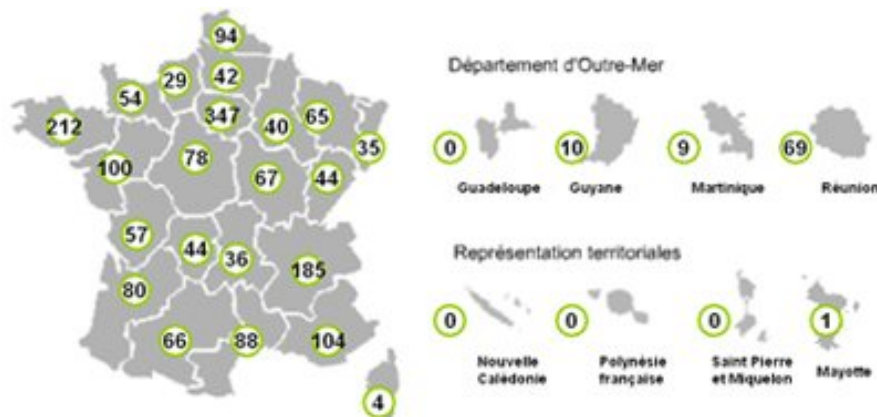 94
29
42
54
347
65
212
40
35
100
78
67
44
57
44
36
185
80
66
88
104
4
Département d'Outre-Mer
0
10
9
69
Guadeloupe
Guyane
Martinique
Réunion
Représentation territoriales
0
0
0
1
Nouvelle
Calédonie
Polynésie
française
Saint Pierre
et Miquelon
Mayotte